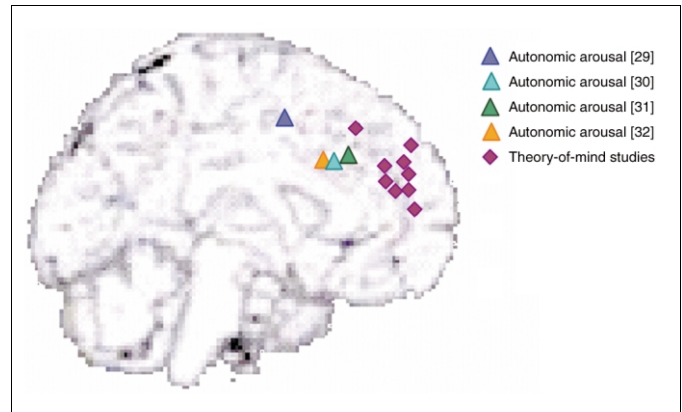 Autonomic arousal [29]
Autonomic arousal [30]
Autonomic arousal [31]
Autonomic arousal [32]
Theory-of-mind studies